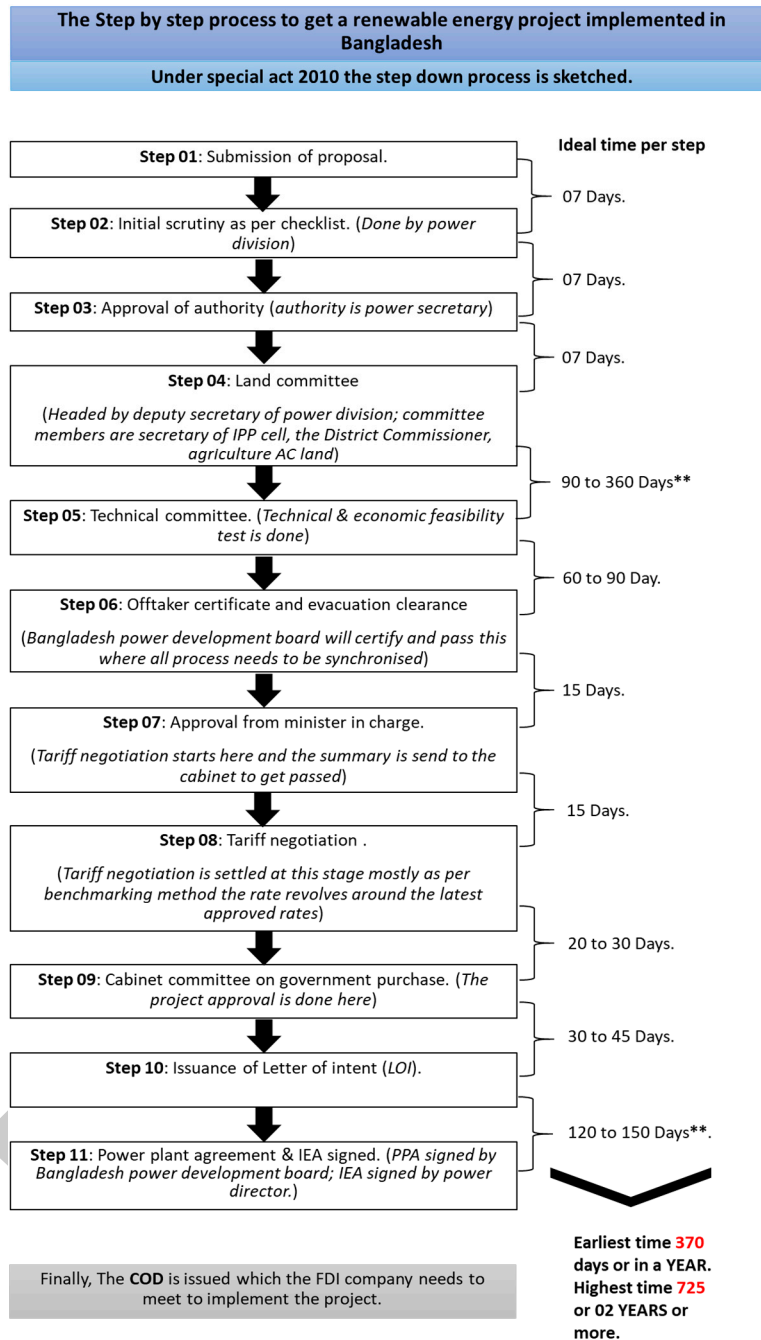 The Step by step process to get a renewable energy project implemented in
Bangladesh
Under special act 2010 the step down process is sketched.
Ideal time per step
Step 01: Submission of proposal.
07 Days.
Step 02: Initial scrutiny as per checklist. (Done by power
division)
07 Days.
Step 03: Approval of authority (authority is power secretary)
07 Days.
Step 04: Land committee
(Headed by deputy secretary of power division; committee
members are secretary of IPP cell, the District Commissioner,
agriculture AC land)
90 to 360 Days**
Step 05: Technical committee. (Technical & economic feasibility
test is done)
60 to 90 Day.
Step 06: Offtaker certificate and evacuation clearance
(Bangladesh power development board will certify and pass this
where all process needs to be synchronised)
15 Days.
Step 07: Approval from minister in charge.
(Tariff negotiation starts here and the summary is send to the
cabinet to get passed)
15 Days.
Step 08: Tariff negotiation .
(Tariff negotiation is settled at this stage mostly as per
benchmarking method the rate revolves around the latest
approved rates)
20 to 30 Days.
Step 09: Cabinet committee on government purchase. (The
project approval is done here)
30 to 45 Days.
Step 10: Issuance of Letter of intent (LOI).
120 to 150 Days**.
Step 11: Power plant agreement & IEA signed. (PPA signed by
Bangladesh power development board; IEA signed by power
director.)
Earliest time 370
days or in a YEAR.
Highest time 725
or 02 YEARS or
more.
Finally, The COD is issued which the FDI company needs to
meet to implement the project.